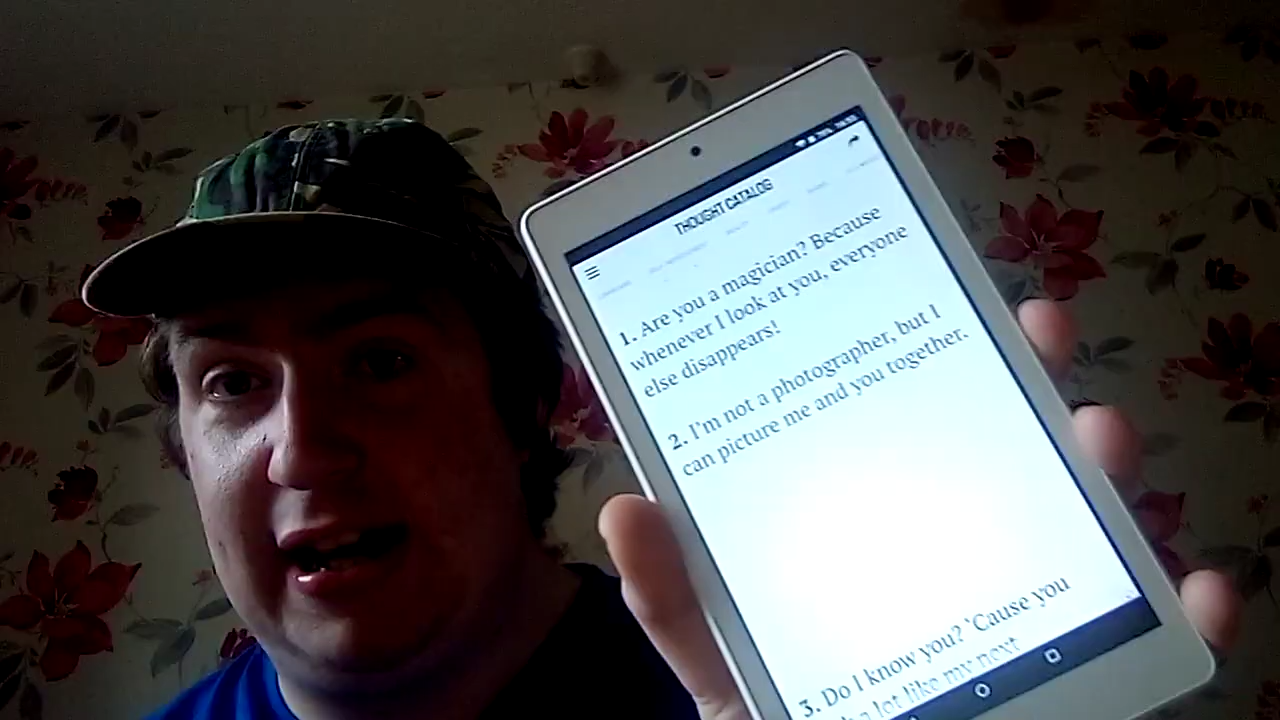 THOUGHT CATALOG
1. Are you a magician? Because
whenever I look at you, everyone
else disappears!
2. I'm not a photographer, but I
can picture me and you together.
3. Do I know you? 'Cause you
a lot like my next